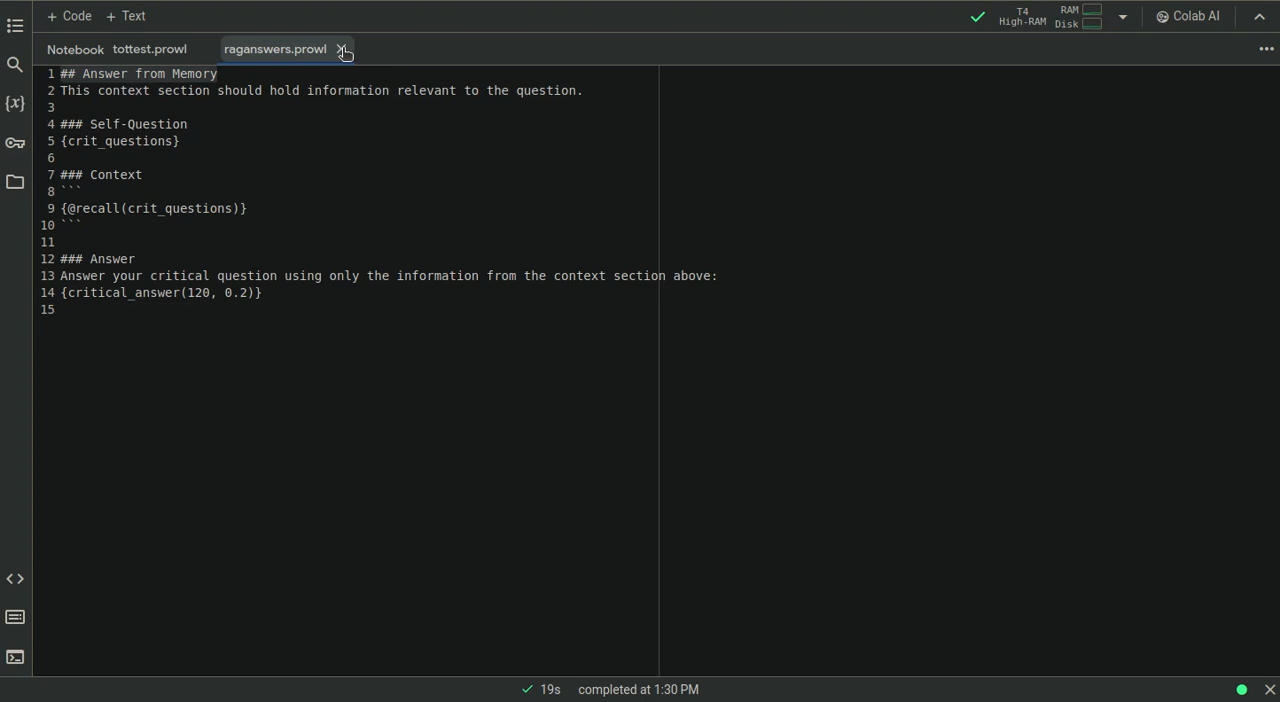 + Code + Text
T4 RAM
High-RAM Disk
Colab AI
Notebook tottest.prowl raganswers.prowl
1 ## Answer from Memory
2 This context section should hold information relevant to the question.
3
4 ### Self-Question
5 {crit_questions}
6
7 ### Context
8 ```
9 {@recall(crit_questions)}
10 ```
11
12 ### Answer
13 Answer your critical question using only the information from the context section above:
14 {critical_answer(120, 0.2)}
15
19s completed at 1:30 PM